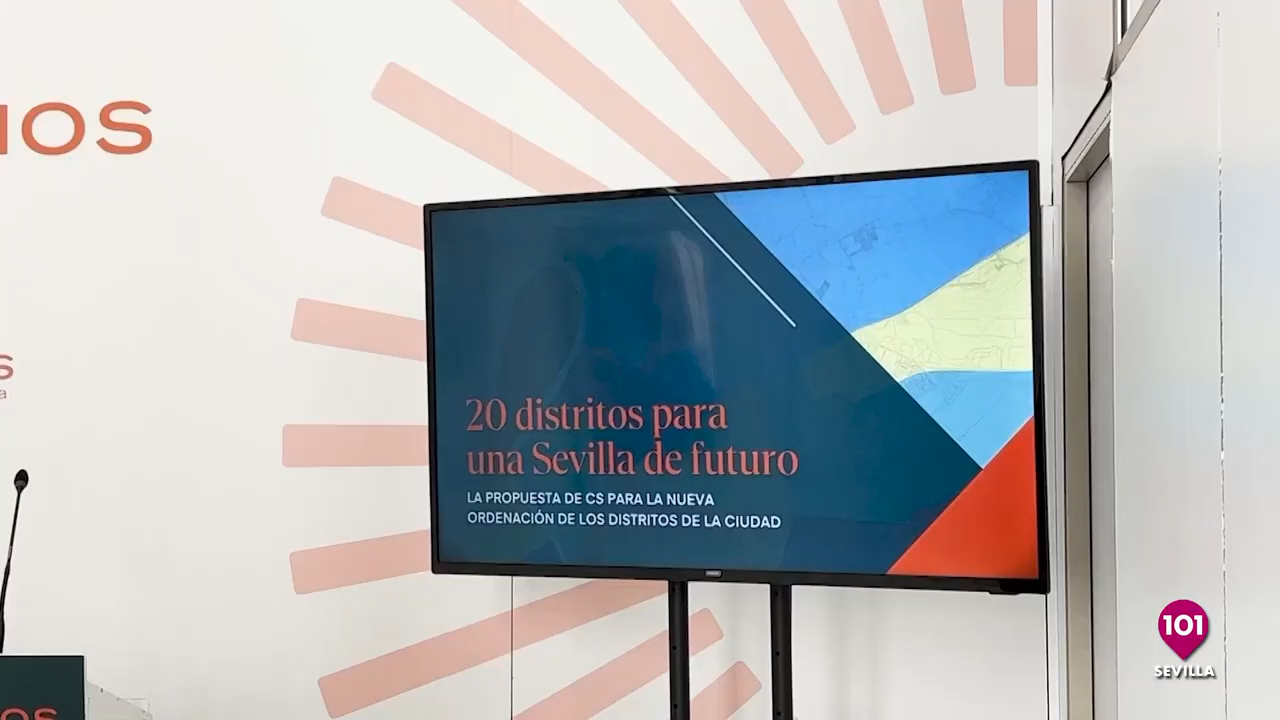 IOS
S
a
20 distritos para
una Sevilla de futuro
LA PROPUESTA DE CS PARA LA NUEVA
ORDENACIÓN DE LOS DISTRITOS DE LA CIUDAD
OS
101
SEVILLA